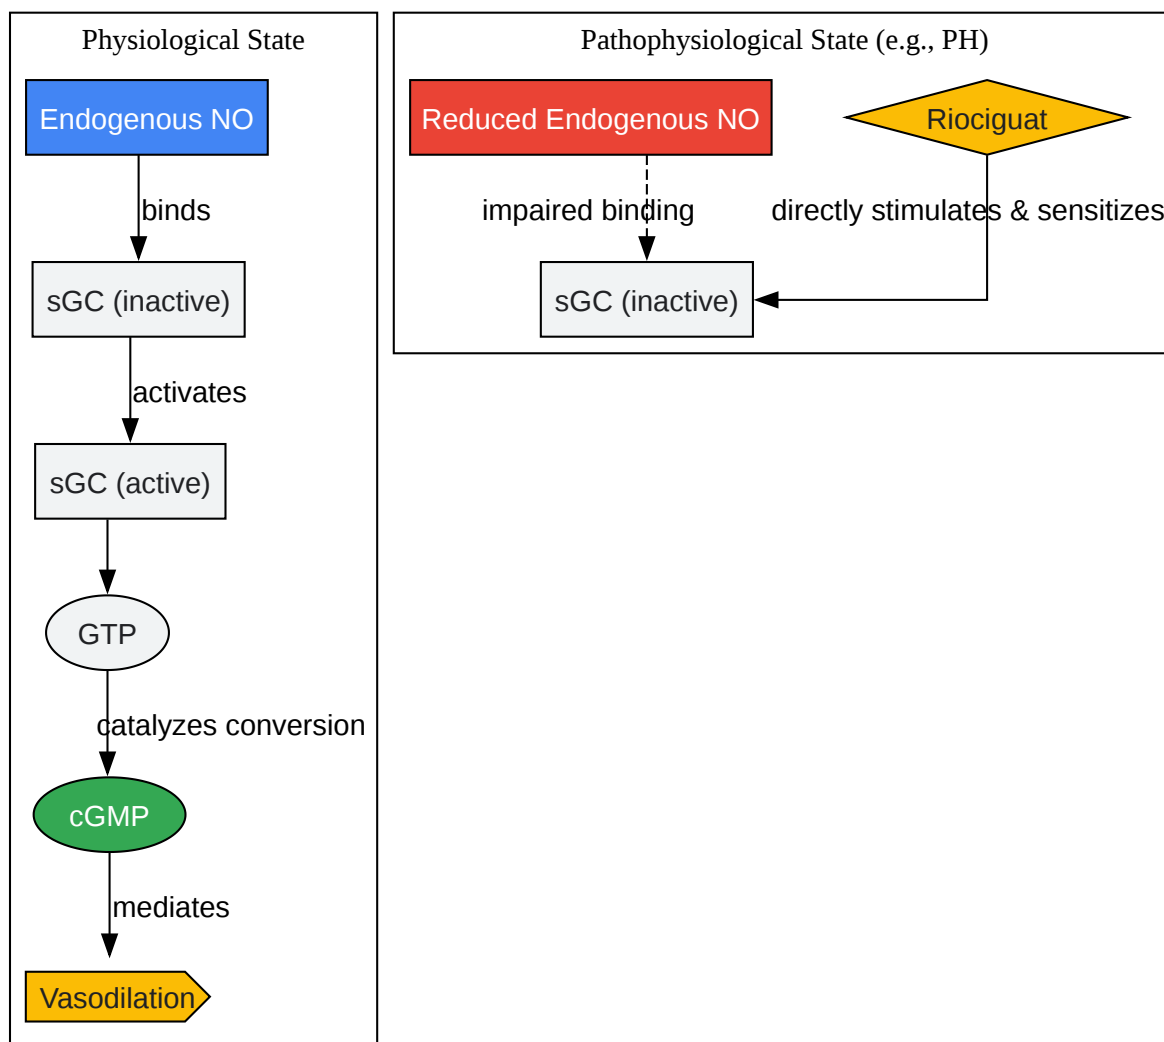 Physiological State
Endogenous NO
binds
sGC (inactive)
activates
sGC (active)
GTP
catalyzes conversion
cGMP
mediates
Vasodilation
Pathophysiological State (e.g., PH)
Reduced Endogenous NO
Riociguat
impaired binding
directly stimulates & sensitizes
sGC (inactive)